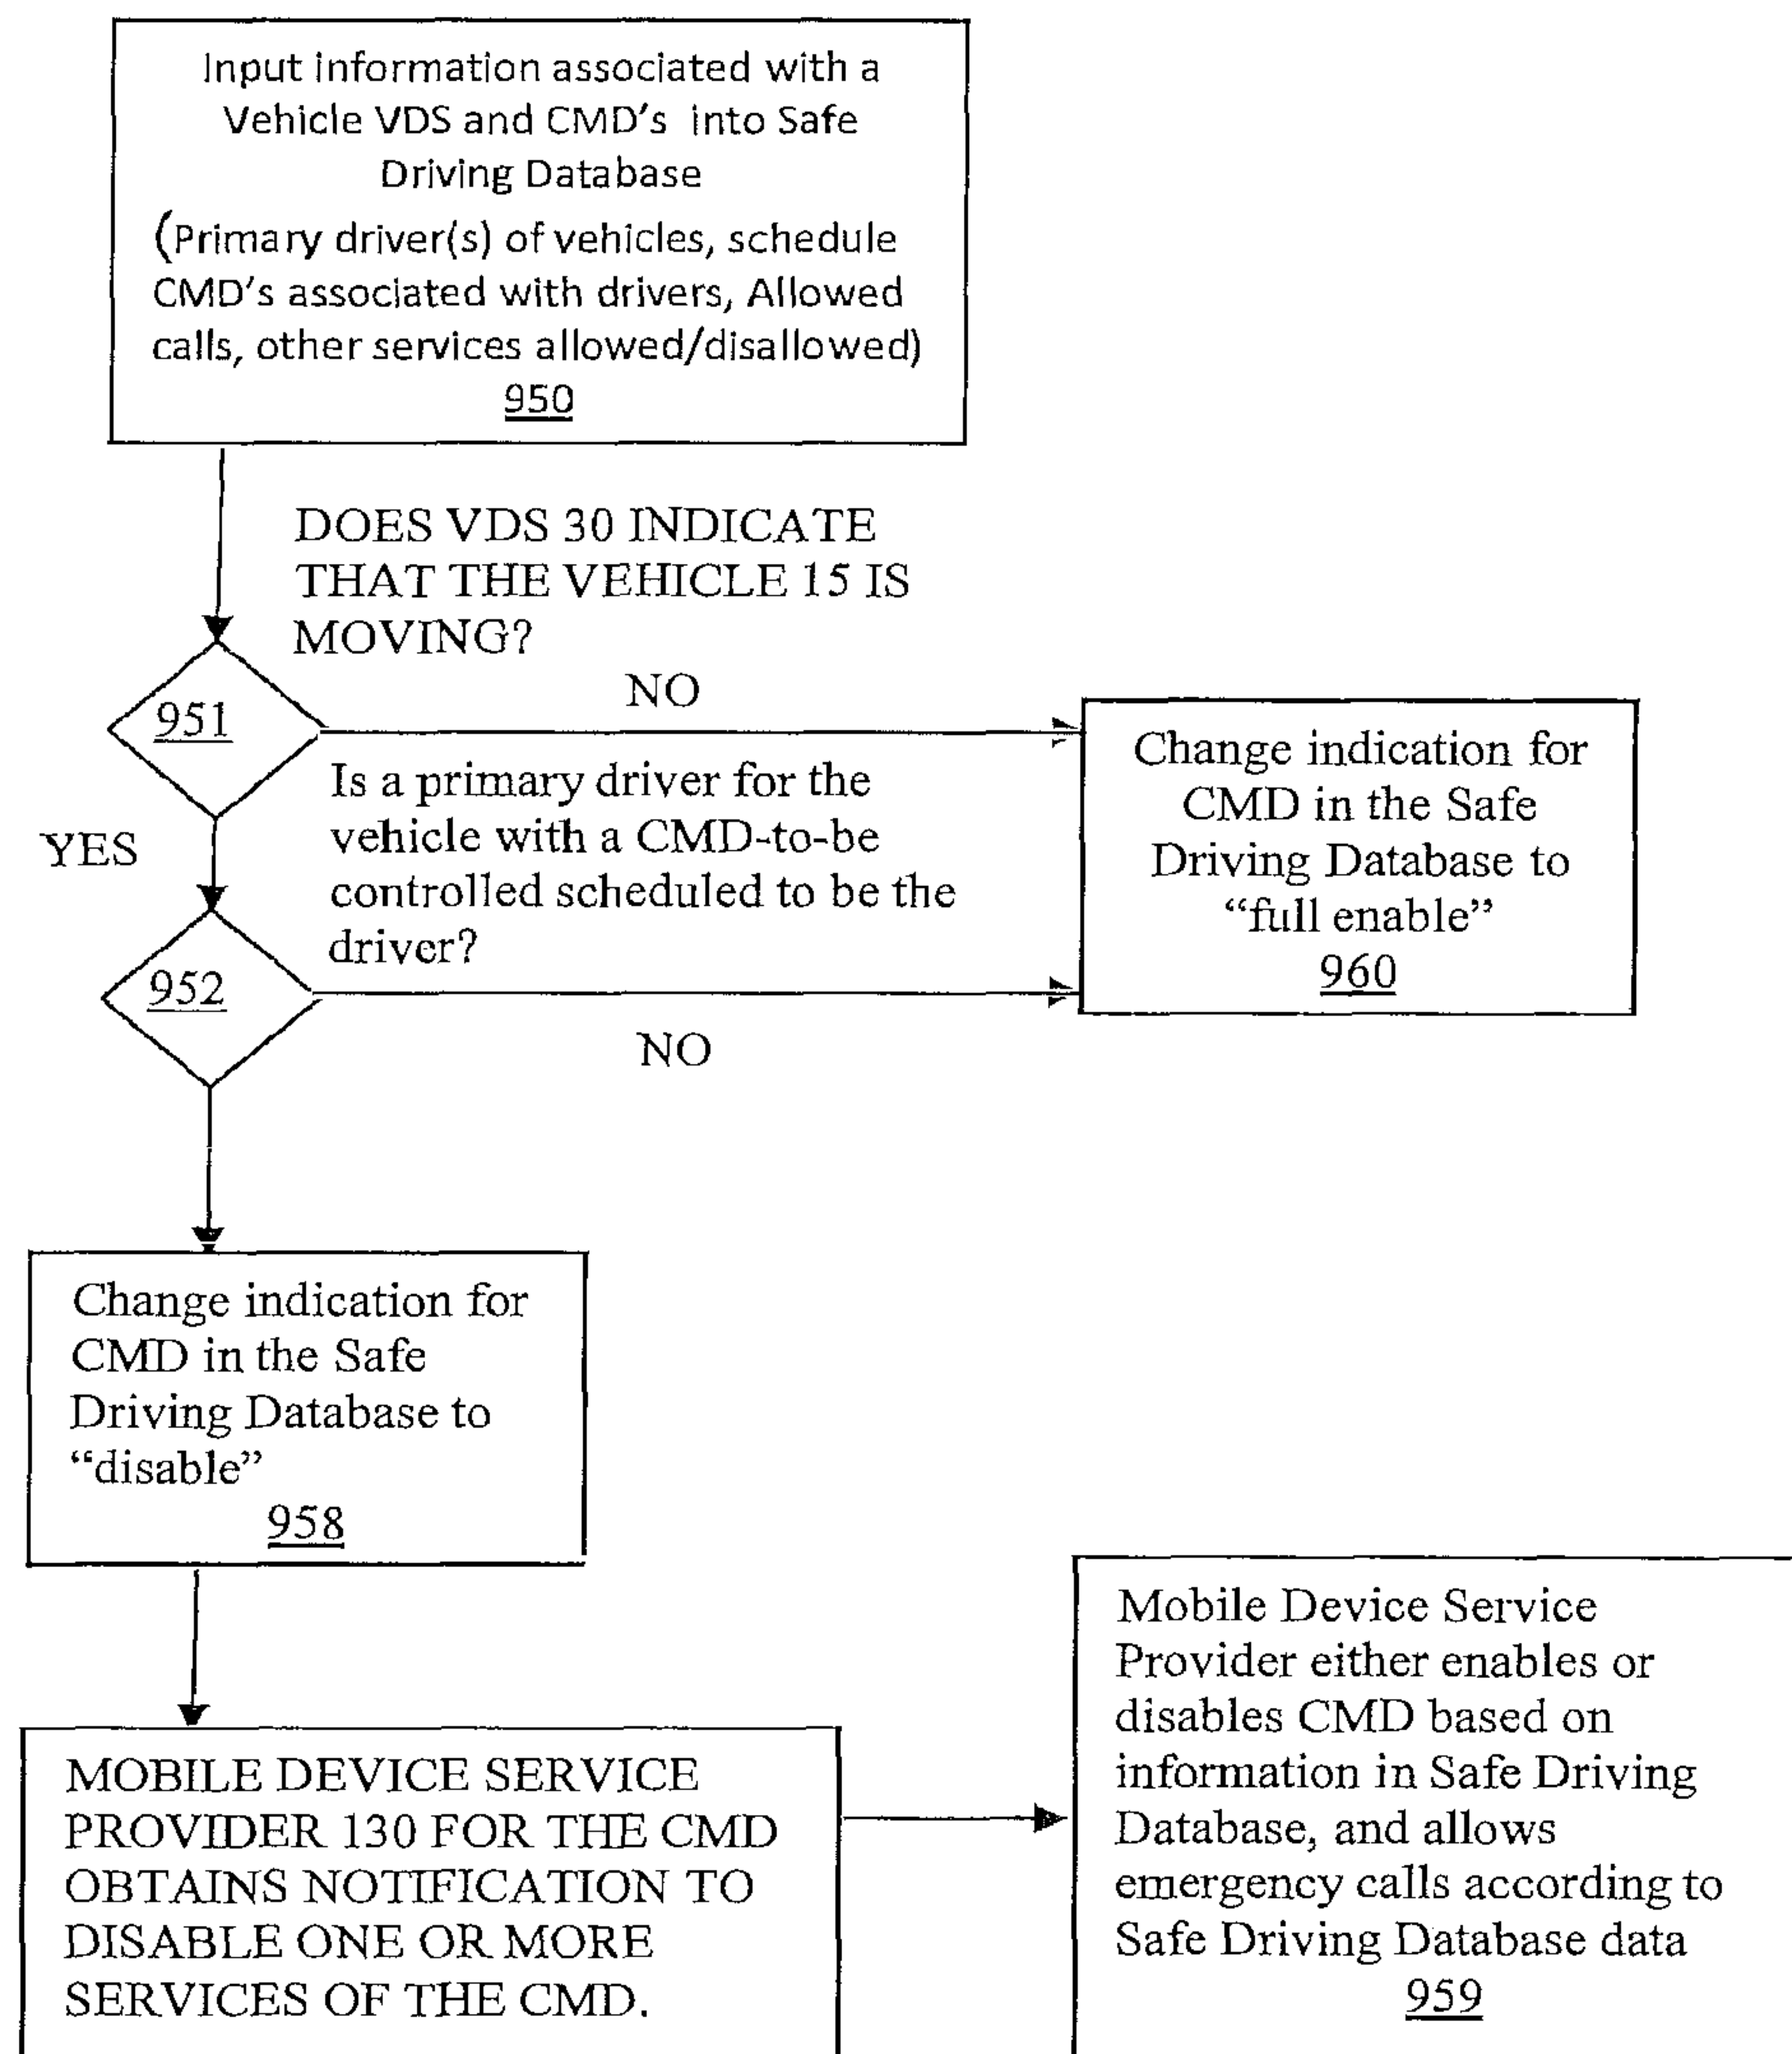 Input information associated with a
Vehicle VDS and CMD's into Safe
Driving Database
(Primary driver(s) of vehicles, schedule
CMD's associated with drivers, Allowed
calls, other services allowed/disallowed)
950
DOES VDS 30 INDICATE
THAT THE VEHICLE 15 IS
MOVING?
951
NO
YES
Is a primary driver for the
vehicle with a CMD-to-be
controlled scheduled to be the
driver?
952
NO
Change indication for
CMD in the Safe
Driving Database to
“full enable”
960
Change indication for
CMD in the Safe
Driving Database to
“disable”
958
MOBILE DEVICE SERVICE
PROVIDER 130 FOR THE CMD
OBTAINS NOTIFICATION TO
DISABLE ONE OR MORE
SERVICES OF THE CMD.
Mobile Device Service
Provider either enables or
disables CMD based on
information in Safe Driving
Database, and allows
emergency calls according to
Safe Driving Database data
959